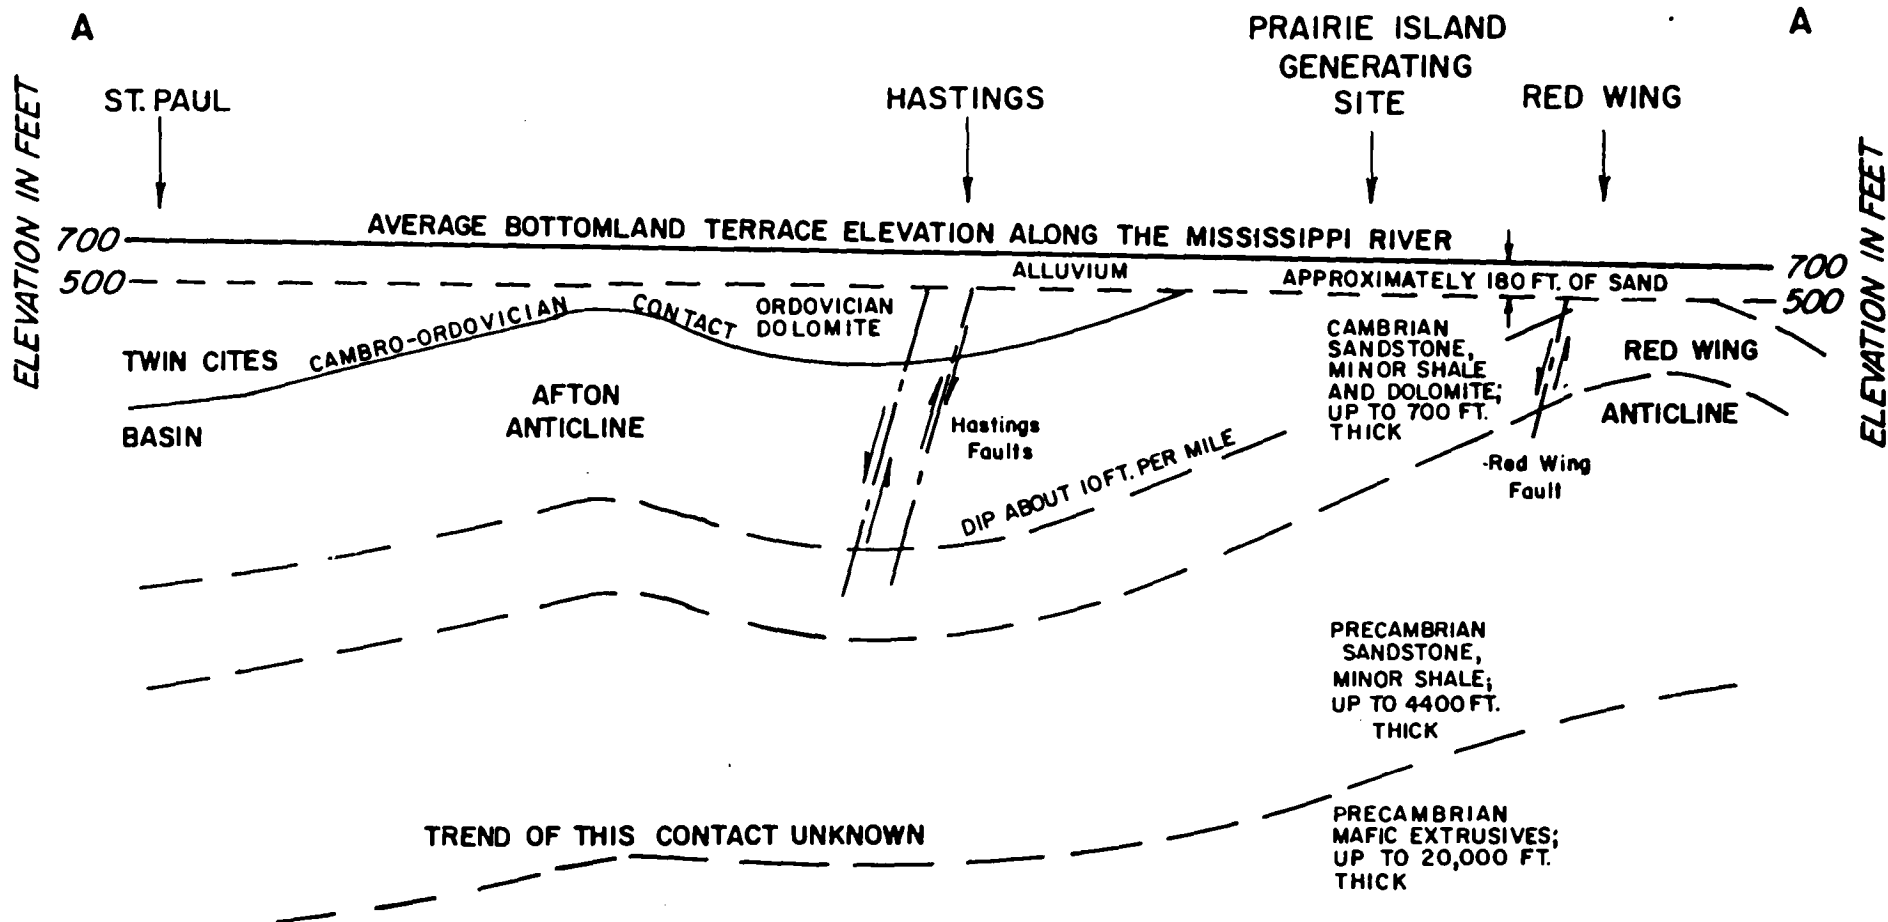 A
A
PRAIRIE ISLAND
GENERATING
SITE
ST. PAUL
HASTINGS
RED WING
ELEVATION IN FEET
ELEVATION IN FEET
AVERAGE BOTTOMLAND TERRACE ELEVATION ALONG THE MISSISSIPPI RIVER
700
700
500
500
ALLUVIUM
APPROXIMATELY 180 FT. OF SAND
CAMBRO-ORDOVICIAN CONTACT
ORDOVICIAN
DOLOMITE
TWIN CITES
BASIN
AFTON
ANTICLINE
Hastings
Faults
CAMBRIAN
SANDSTONE,
MINOR SHALE
AND DOLOMITE;
UP TO 700 FT.
THICK
RED WING
ANTICLINE
Red Wing
Fault
DIP ABOUT 10 FT. PER MILE
PRECAMBRIAN
SANDSTONE,
MINOR SHALE;
UP TO 4400 FT.
THICK
TREND OF THIS CONTACT UNKNOWN
PRECAMBRIAN
MAFIC EXTRUSIVES;
UP TO 20,000 FT.
THICK